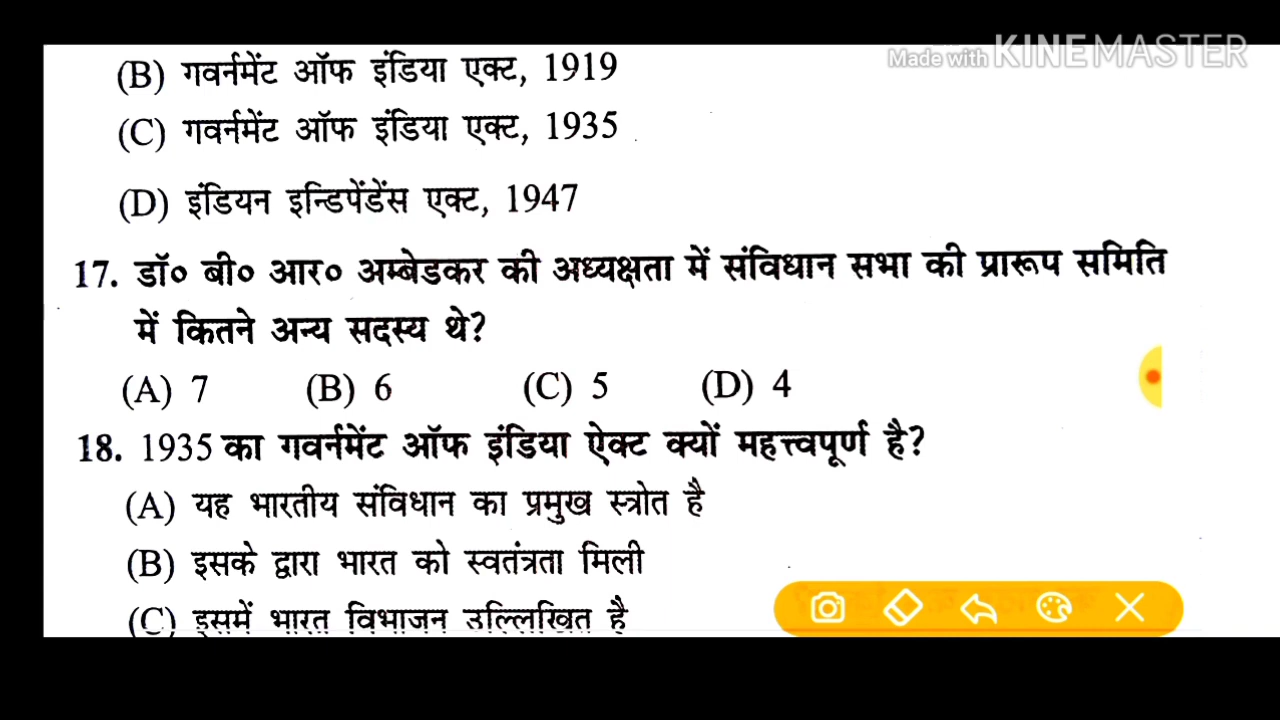 Made with KINEMASTER
(B) गवर्नमेंट ऑफ इंडिया एक्ट, 1919
(C) गवर्नमेंट ऑफ इंडिया एक्ट, 1935
(D) इंडियन इन्डिपेंडेंस एक्ट, 1947
17. डॉ० बी० आर० अम्बेडकर की अध्यक्षता में संविधान सभा की प्रारूप समिति
में कितने अन्य सदस्य थे?
(A) 7 (B) 6 (C) 5 (D) 4
18. 1935 का गवर्नमेंट ऑफ इंडिया ऐक्ट क्यों महत्त्वपूर्ण है?
(A) यह भारतीय संविधान का प्रमुख स्त्रोत है
(B) इसके द्वारा भारत को स्वतंत्रता मिली
(C) इसमें भारत विभाजन उल्लिखित है